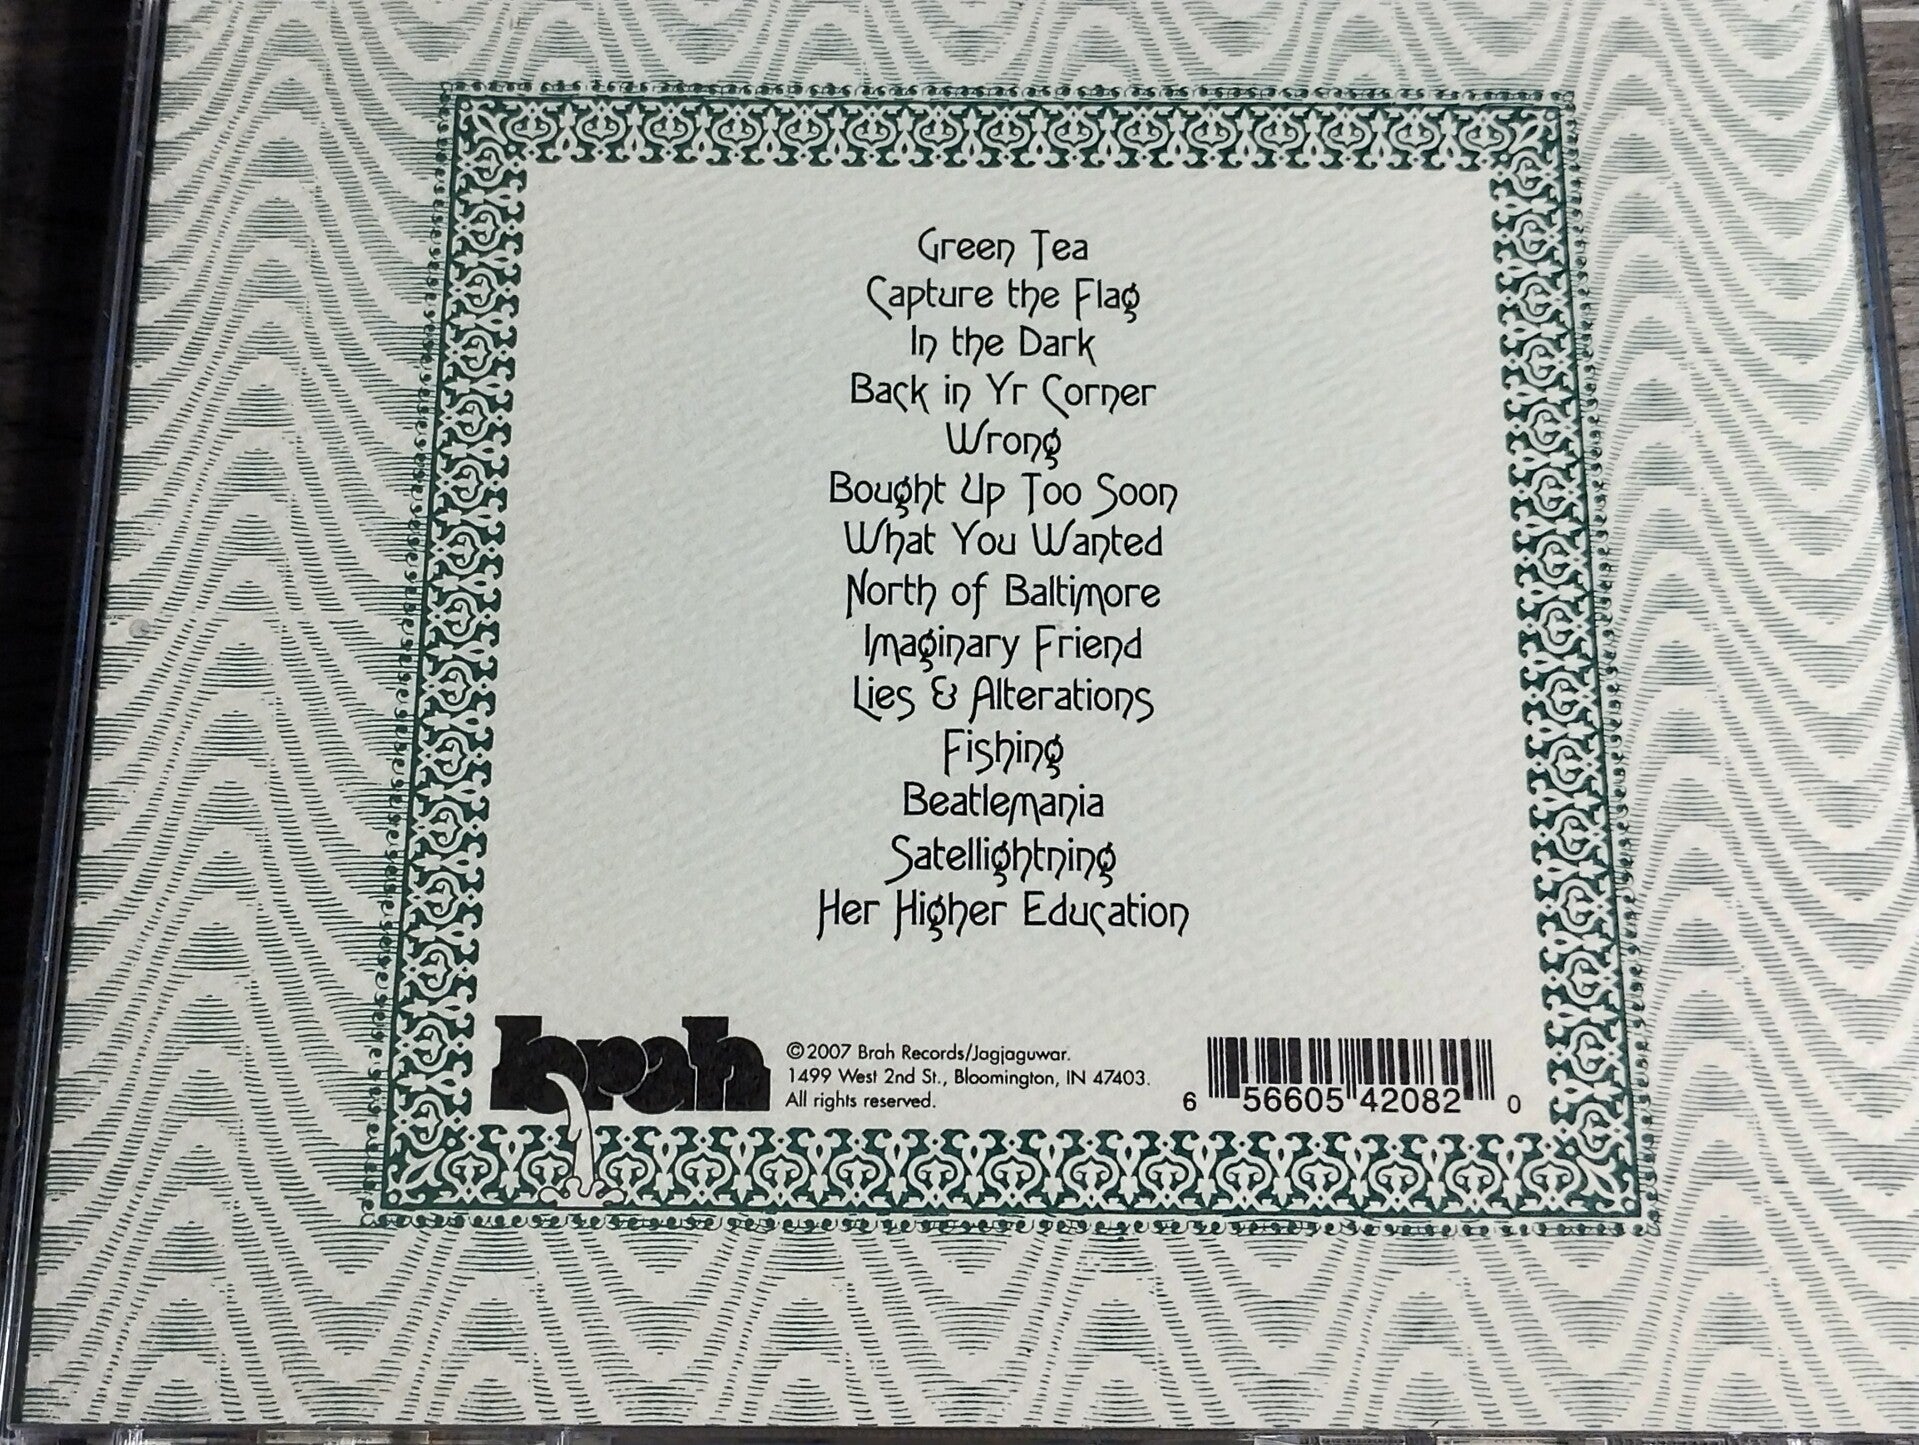 Green Tea
Capture the Flag
In the Dark
Back in Yr Corner
Wrong
Bought Up Too Soon
What You Wanted
North of Baltimore
Imaginary Friend
Lies & Alterations
Fishing
Beatlemania
Satellightning
Her Higher Education
brah
©2007 Brah Records/Jagjaguwar.
1499 West 2nd St., Bloomington, IN 47403.
All rights reserved.
6 56605 42082 0